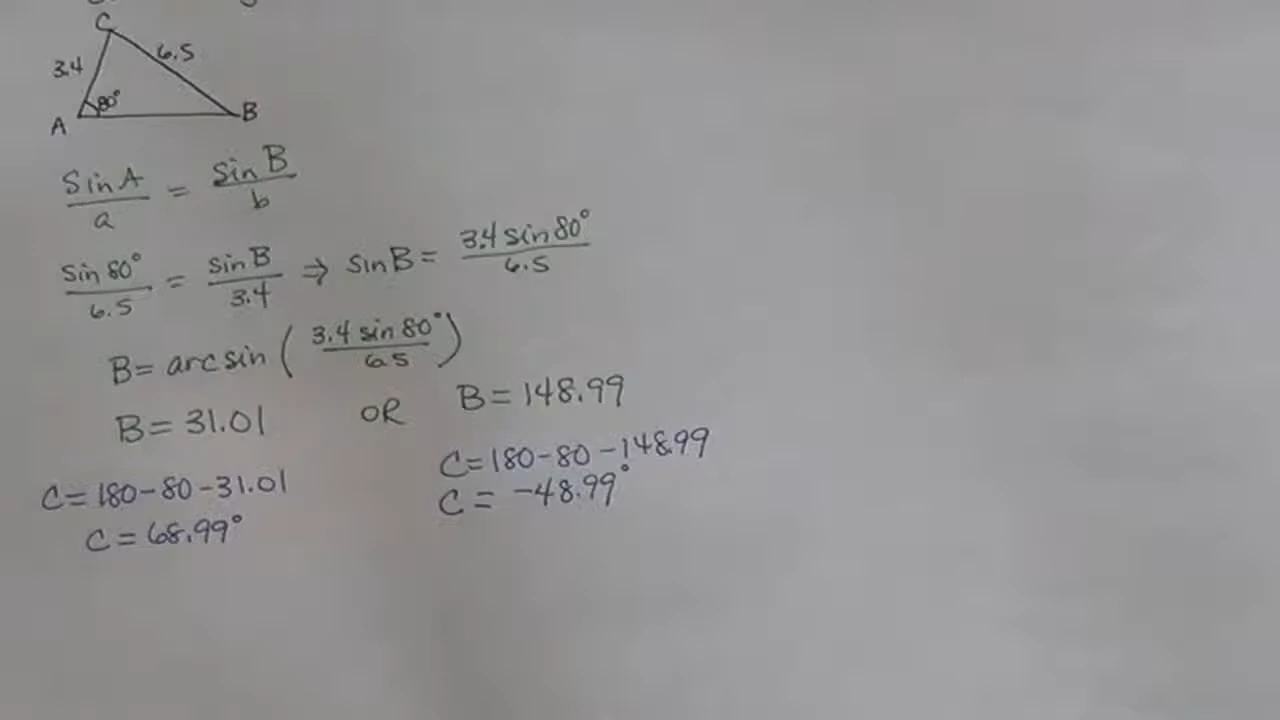 C
3.4
6.5
80°
A
B
Sin A / a = Sin B / b
Sin 80° / 6.5 = sin B / 3.4 ⇒ sin B = 3.4 sin 80° / 6.5
B = arcsin ( 3.4 sin 80° / 6.5 )
B = 31.01 OR B = 148.99
C = 180 - 80 - 31.01
C = 68.99°
C = 180 - 80 - 148.99
C = -48.99°